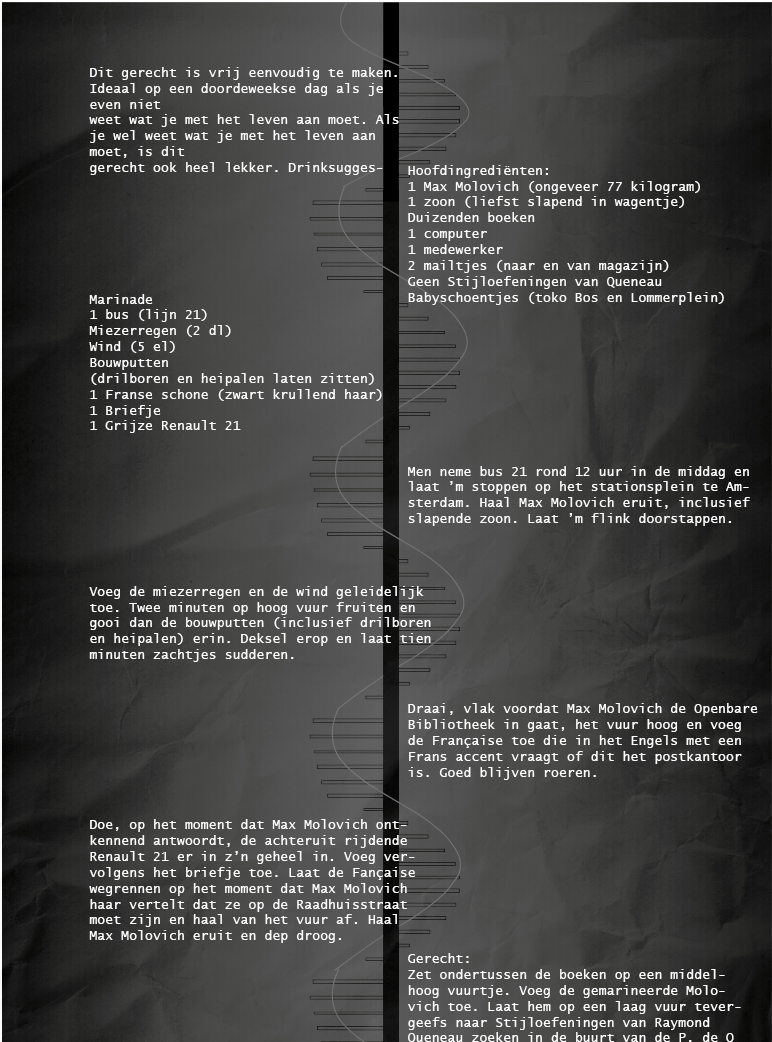 Dit gerecht is vrij eenvoudig te maken.
Ideaal op een doordeweekse dag als je
even niet
weet wat je met het leven aan moet. Als
je wel weet wat je met het leven aan
moet, is dit
gerecht ook heel lekker. Drinksugges-
Hoofdingrediënten:
1 Max Molovich (ongeveer 77 kilogram)
1 zoon (liefst slapend in wagentje)
Duizenden boeken
1 computer
1 medewerker
2 mailtjes (naar en van magazijn)
Geen Stijloefeningen van Queneau
Babyschoentjes (toko Bos en Lommerplein)
Marinade
1 bus (lijn 21)
Miezerregen (2 dl)
Wind (5 el)
Bouwputten
(drilboren en heipalen laten zitten)
1 Franse schone (zwart krullend haar)
1 Briefje
1 Grijze Renault 21
Men neme bus 21 rond 12 uur in de middag en
laat ’m stoppen op het stationsplein te Am-
sterdam. Haal Max Molovich eruit, inclusief
slapende zoon. Laat ’m flink doorstappen.
Voeg de miezerregen en de wind geleidelijk
toe. Twee minuten op hoog vuur fruiten en
gooi dan de bouwputten (inclusief drilboren
en heipalen) erin. Deksel erop en laat tien
minuten zachtjes sudderen.
Draai, vlak voordat Max Molovich de Openbare
Bibliotheek in gaat, het vuur hoog en voeg
de Française toe die in het Engels met een
Frans accent vraagt of dit het postkantoor
is. Goed blijven roeren.
Doe, op het moment dat Max Molovich ont-
kennend antwoordt, de achteruit rijdende
Renault 21 er in z’n geheel in. Voeg ver-
volgens het briefje toe. Laat de Fançaise
wegrennen op het moment dat Max Molovich
haar vertelt dat ze op de Raadhuisstraat
moet zijn en haal van het vuur af. Haal
Max Molovich eruit en dep droog.
Gerecht:
Zet ondertussen de boeken op een middel-
hoog vuurtje. Voeg de gemarineerde Molo-
vich toe. Laat hem op een laag vuur tever-
geefs naar Stijloefeningen van Raymond
Queneau zoeken in de buurt van de P, de Q